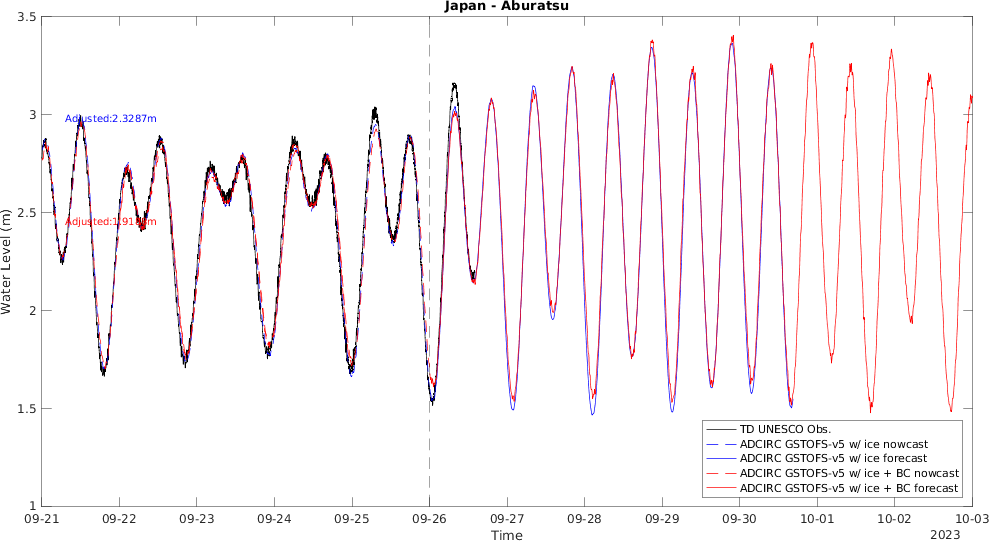 Japan - Aburatsu
3.5
3
2.5
2
1.5
1
Water Level (m)
Adjusted:2.3287m
09-21
09-22
09-23
09-24
09-25
09-26
09-27
09-28
09-29
09-30
10-01
10-02
10-03
Time
2023
TD UNESCO Obs.
ADCIRC GSTOFS-v5 w/ ice nowcast
ADCIRC GSTOFS-v5 w/ ice forecast
ADCIRC GSTOFS-v5 w/ ice + BC nowcast
ADCIRC GSTOFS-v5 w/ ice + BC forecast